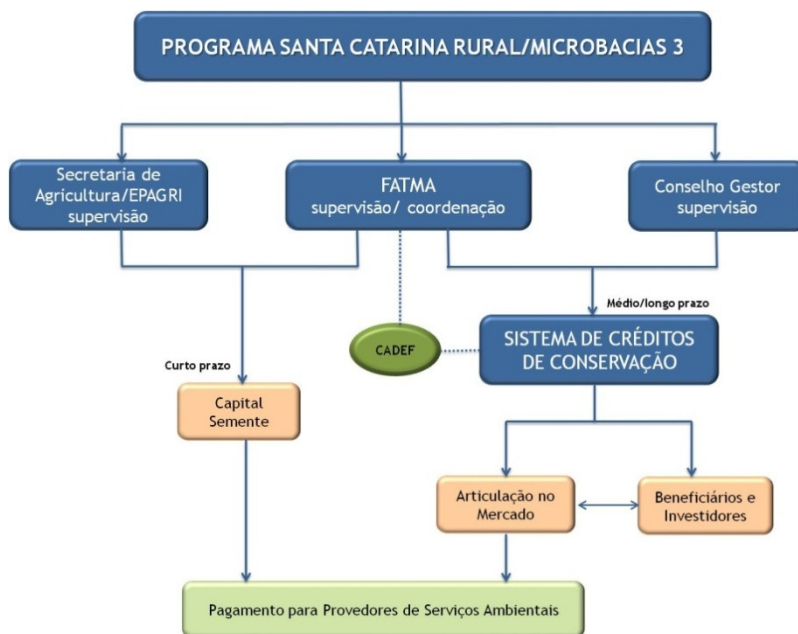 PROGRAMA SANTA CATARINA RURAL/MICROBACIAS 3
Secretaria de
Agricultura/EPAGRI
supervisão
FATMA
supervisão/ coordenação
Conselho Gestor
supervisão
Médio/longo prazo
CADEF
SISTEMA DE CRÉDITOS
DE CONSERVAÇÃO
Curto prazo
Capital
Semente
Articulação no
Mercado
Beneficiários e
Investidores
Pagamento para Provedores de Serviços Ambientais